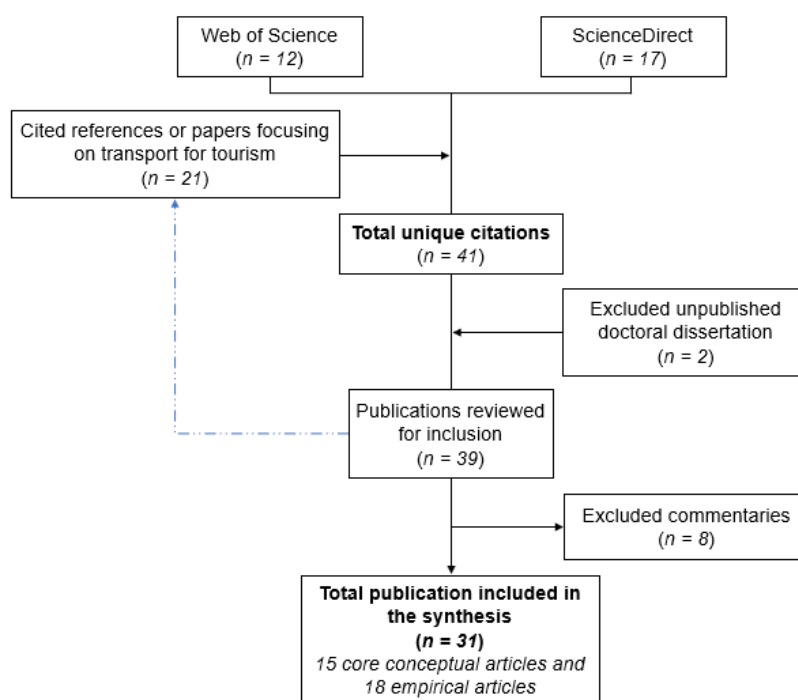 Web of Science
(n = 12)
ScienceDirect
(n = 17)
Cited references or papers focusing
on transport for tourism
(n = 21)
Total unique citations
(n = 41)
Excluded unpublished
doctoral dissertation
(n = 2)
Publications reviewed
for inclusion
(n = 39)
Excluded commentaries
(n = 8)
Total publication included in
the synthesis
(n = 31)
15 core conceptual articles and
18 empirical articles